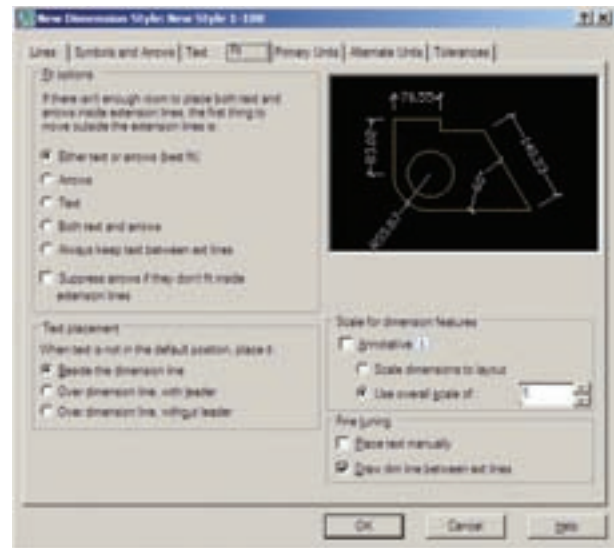 New Dimension Style: New Style 1-100
Lines
Symbols and Arrows
Text
Fit
Primary Units
Alternate Units
Tolerances
Fit options
If there isn't enough room to place both text and
arrows inside extension lines, the first thing to
move outside the extension lines is:
Either text or arrows (best fit)
Arrows
Text
Both text and arrows
Always keep text between ext lines
Suppress arrows if they don't fit inside
extension lines
Text placement
When text is not in the default position, place it:
Beside the dimension line
Over dimension line, with leader
Over dimension line, without leader
60°
Scale for dimension features
Annotative
Scale dimensions to layout
Use overall scale of:
1
Fine tuning
Place text manually
Draw dim line between ext lines
OK
Cancel
Help